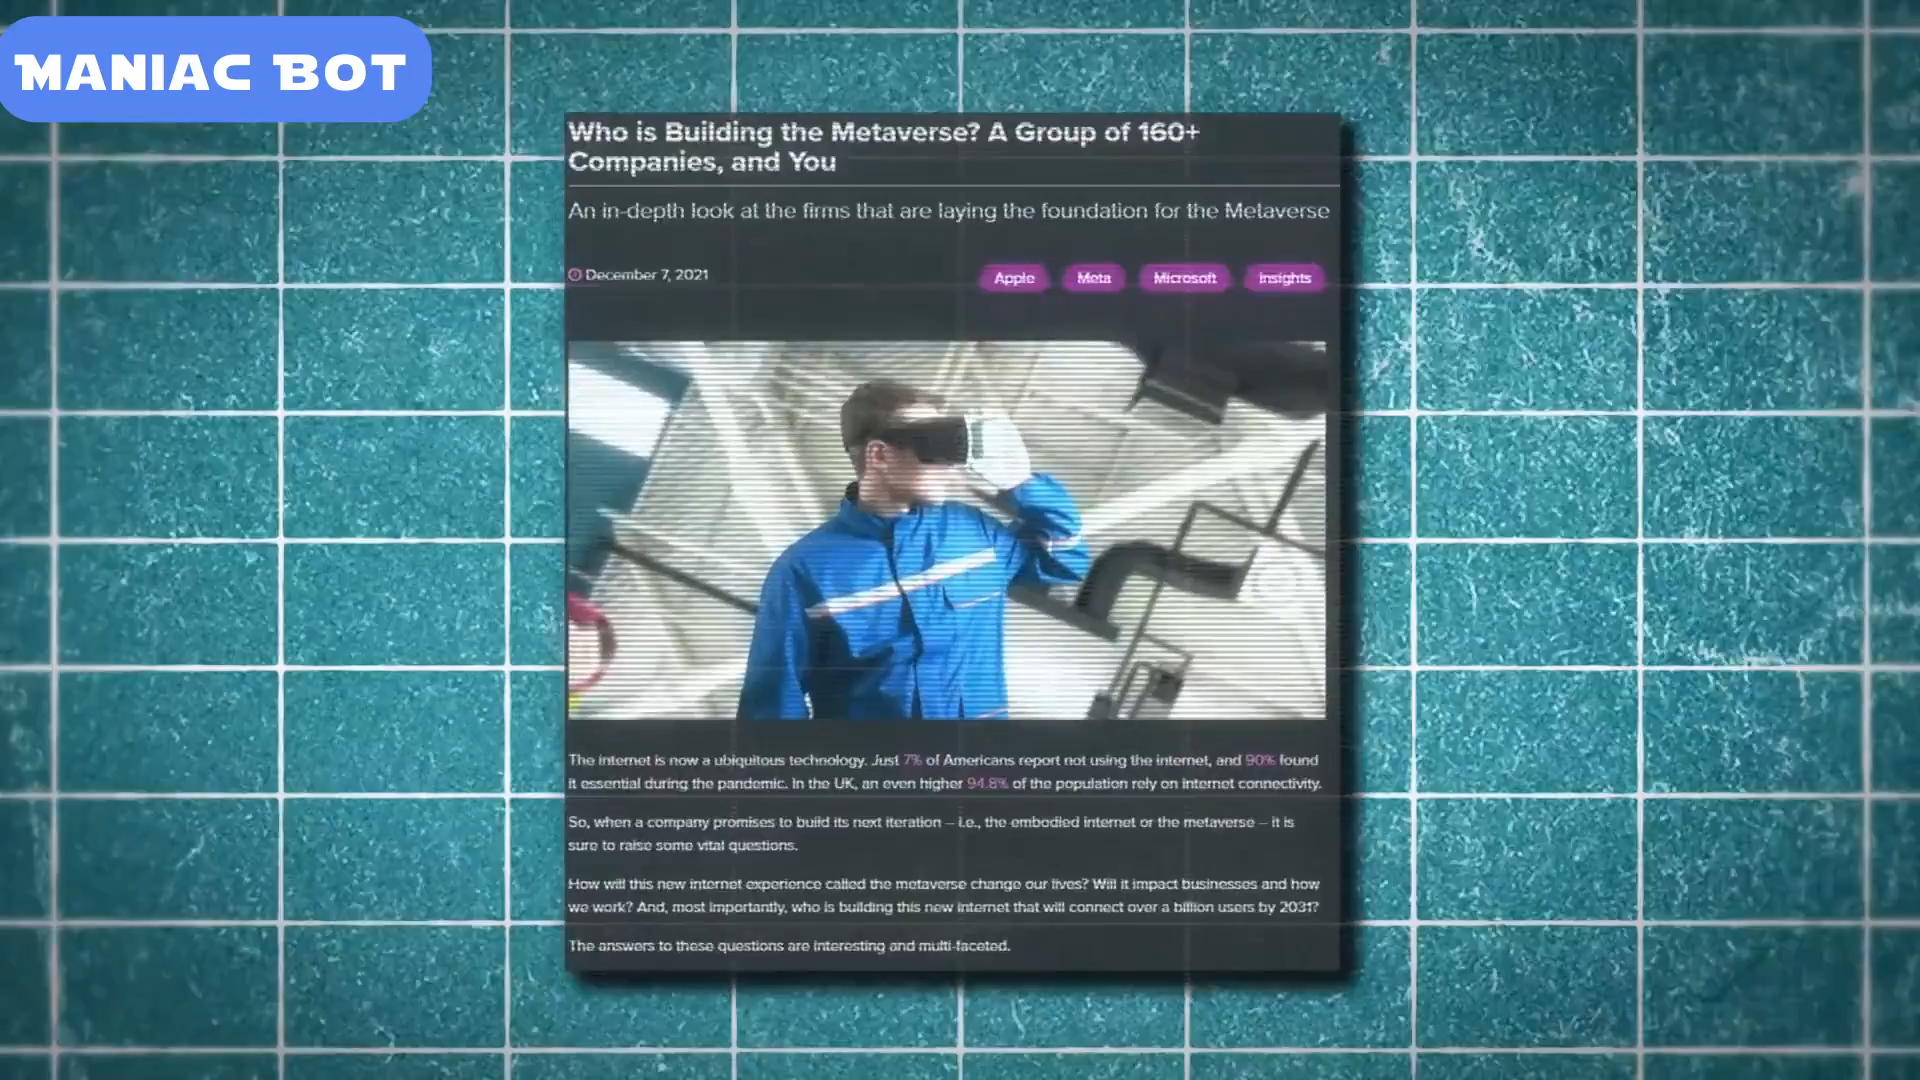 MANIAC BOT
Who is Building the Metaverse? A Group of 160+
Companies, and You
An in-depth look at the firms that are laying the foundation for the Metaverse
December 7, 2021
Apple
Meta
Microsoft
Insights
The internet is now a ubiquitous technology. Just 7% of Americans report not using the internet, and 90% found
it essential during the pandemic. In the UK, an even higher 94.8% of the population rely on internet connectivity.
So, when a company promises to build its next iteration – i.e., the embodied internet or the metaverse – it is
sure to raise some vital questions.
How will this new internet experience called the metaverse change our lives? Will it impact businesses and how
we work? And, most importantly, who is building this new internet that will connect over a billion users by 2031?
The answers to these questions are interesting and multi-faceted.